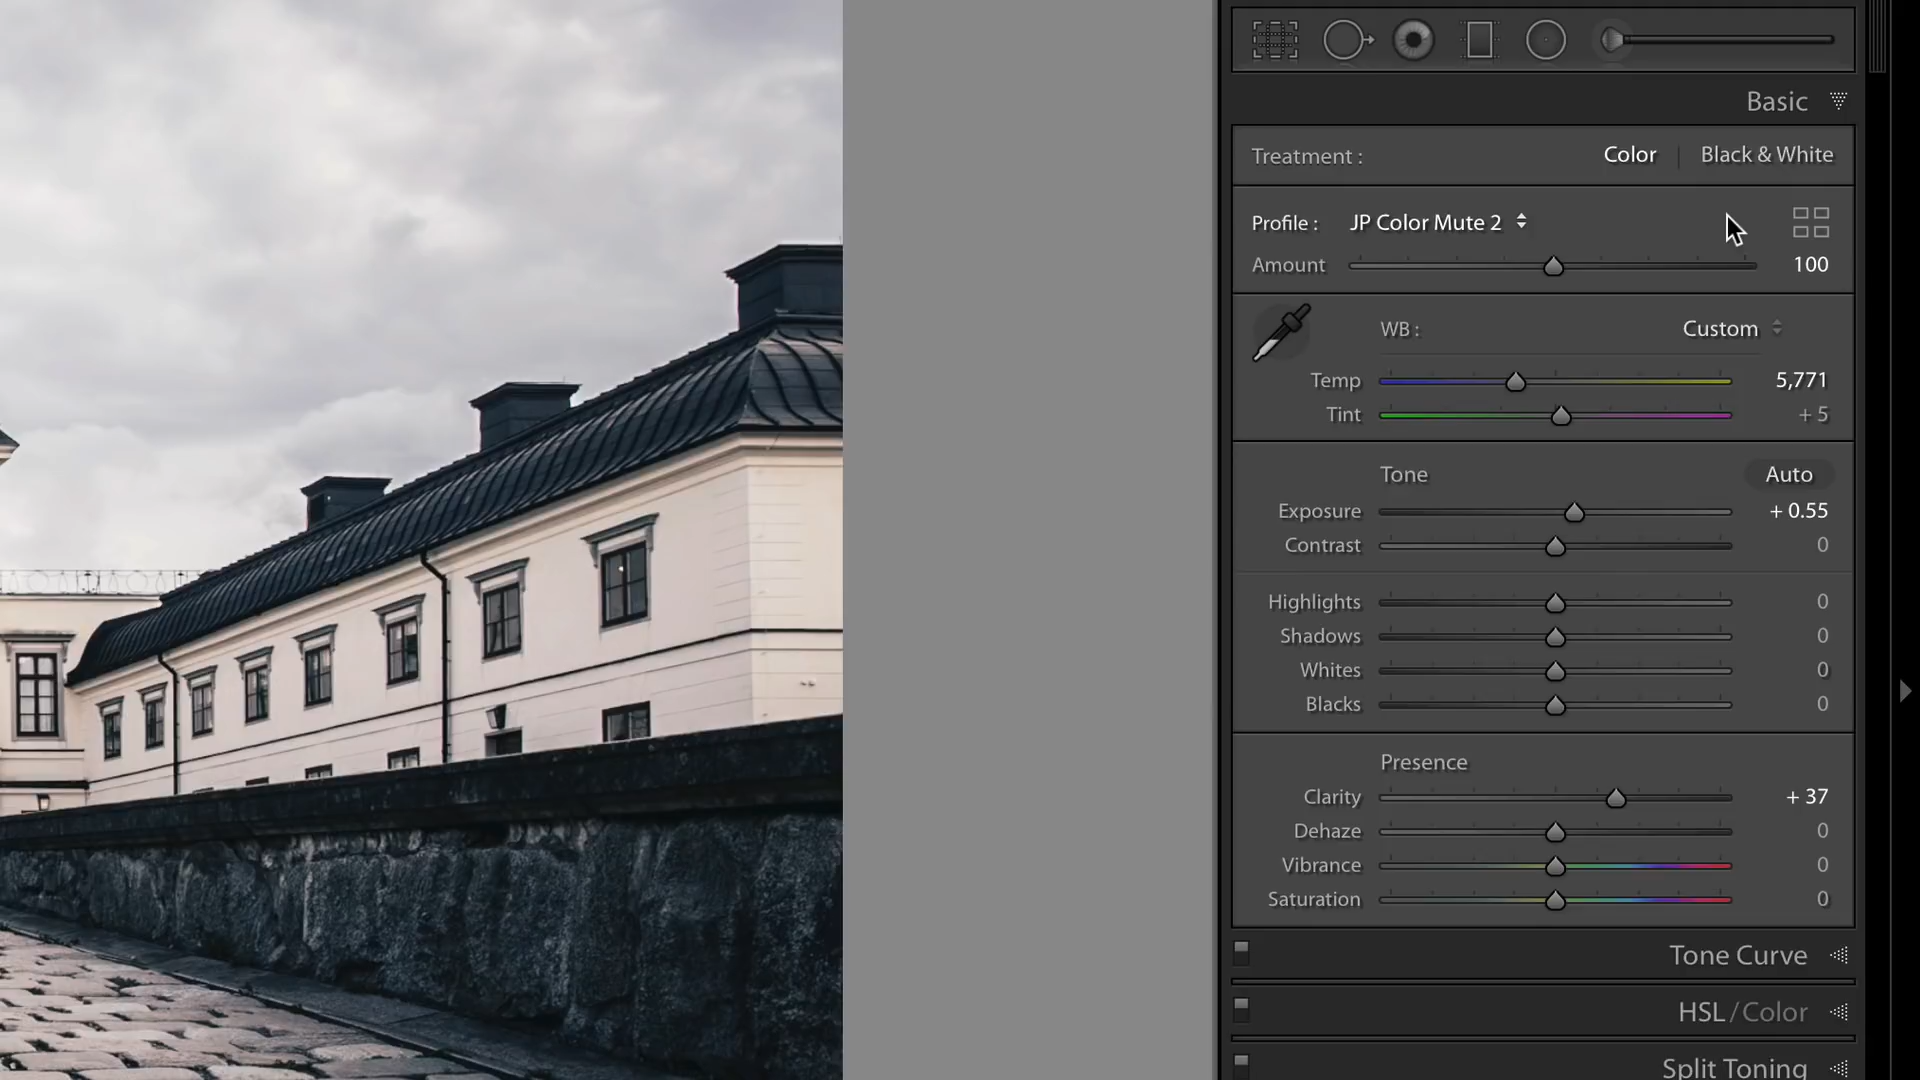 Basic
Treatment : Color | Black & White
Profile : JP Color Mute 2
Amount 100
WB : Custom
Temp 5,771
Tint + 5
Tone Auto
Exposure + 0.55
Contrast 0
Highlights 0
Shadows 0
Whites 0
Blacks 0
Presence
Clarity + 37
Dehaze 0
Vibrance 0
Saturation 0
Tone Curve
HSL / Color
Split Toning